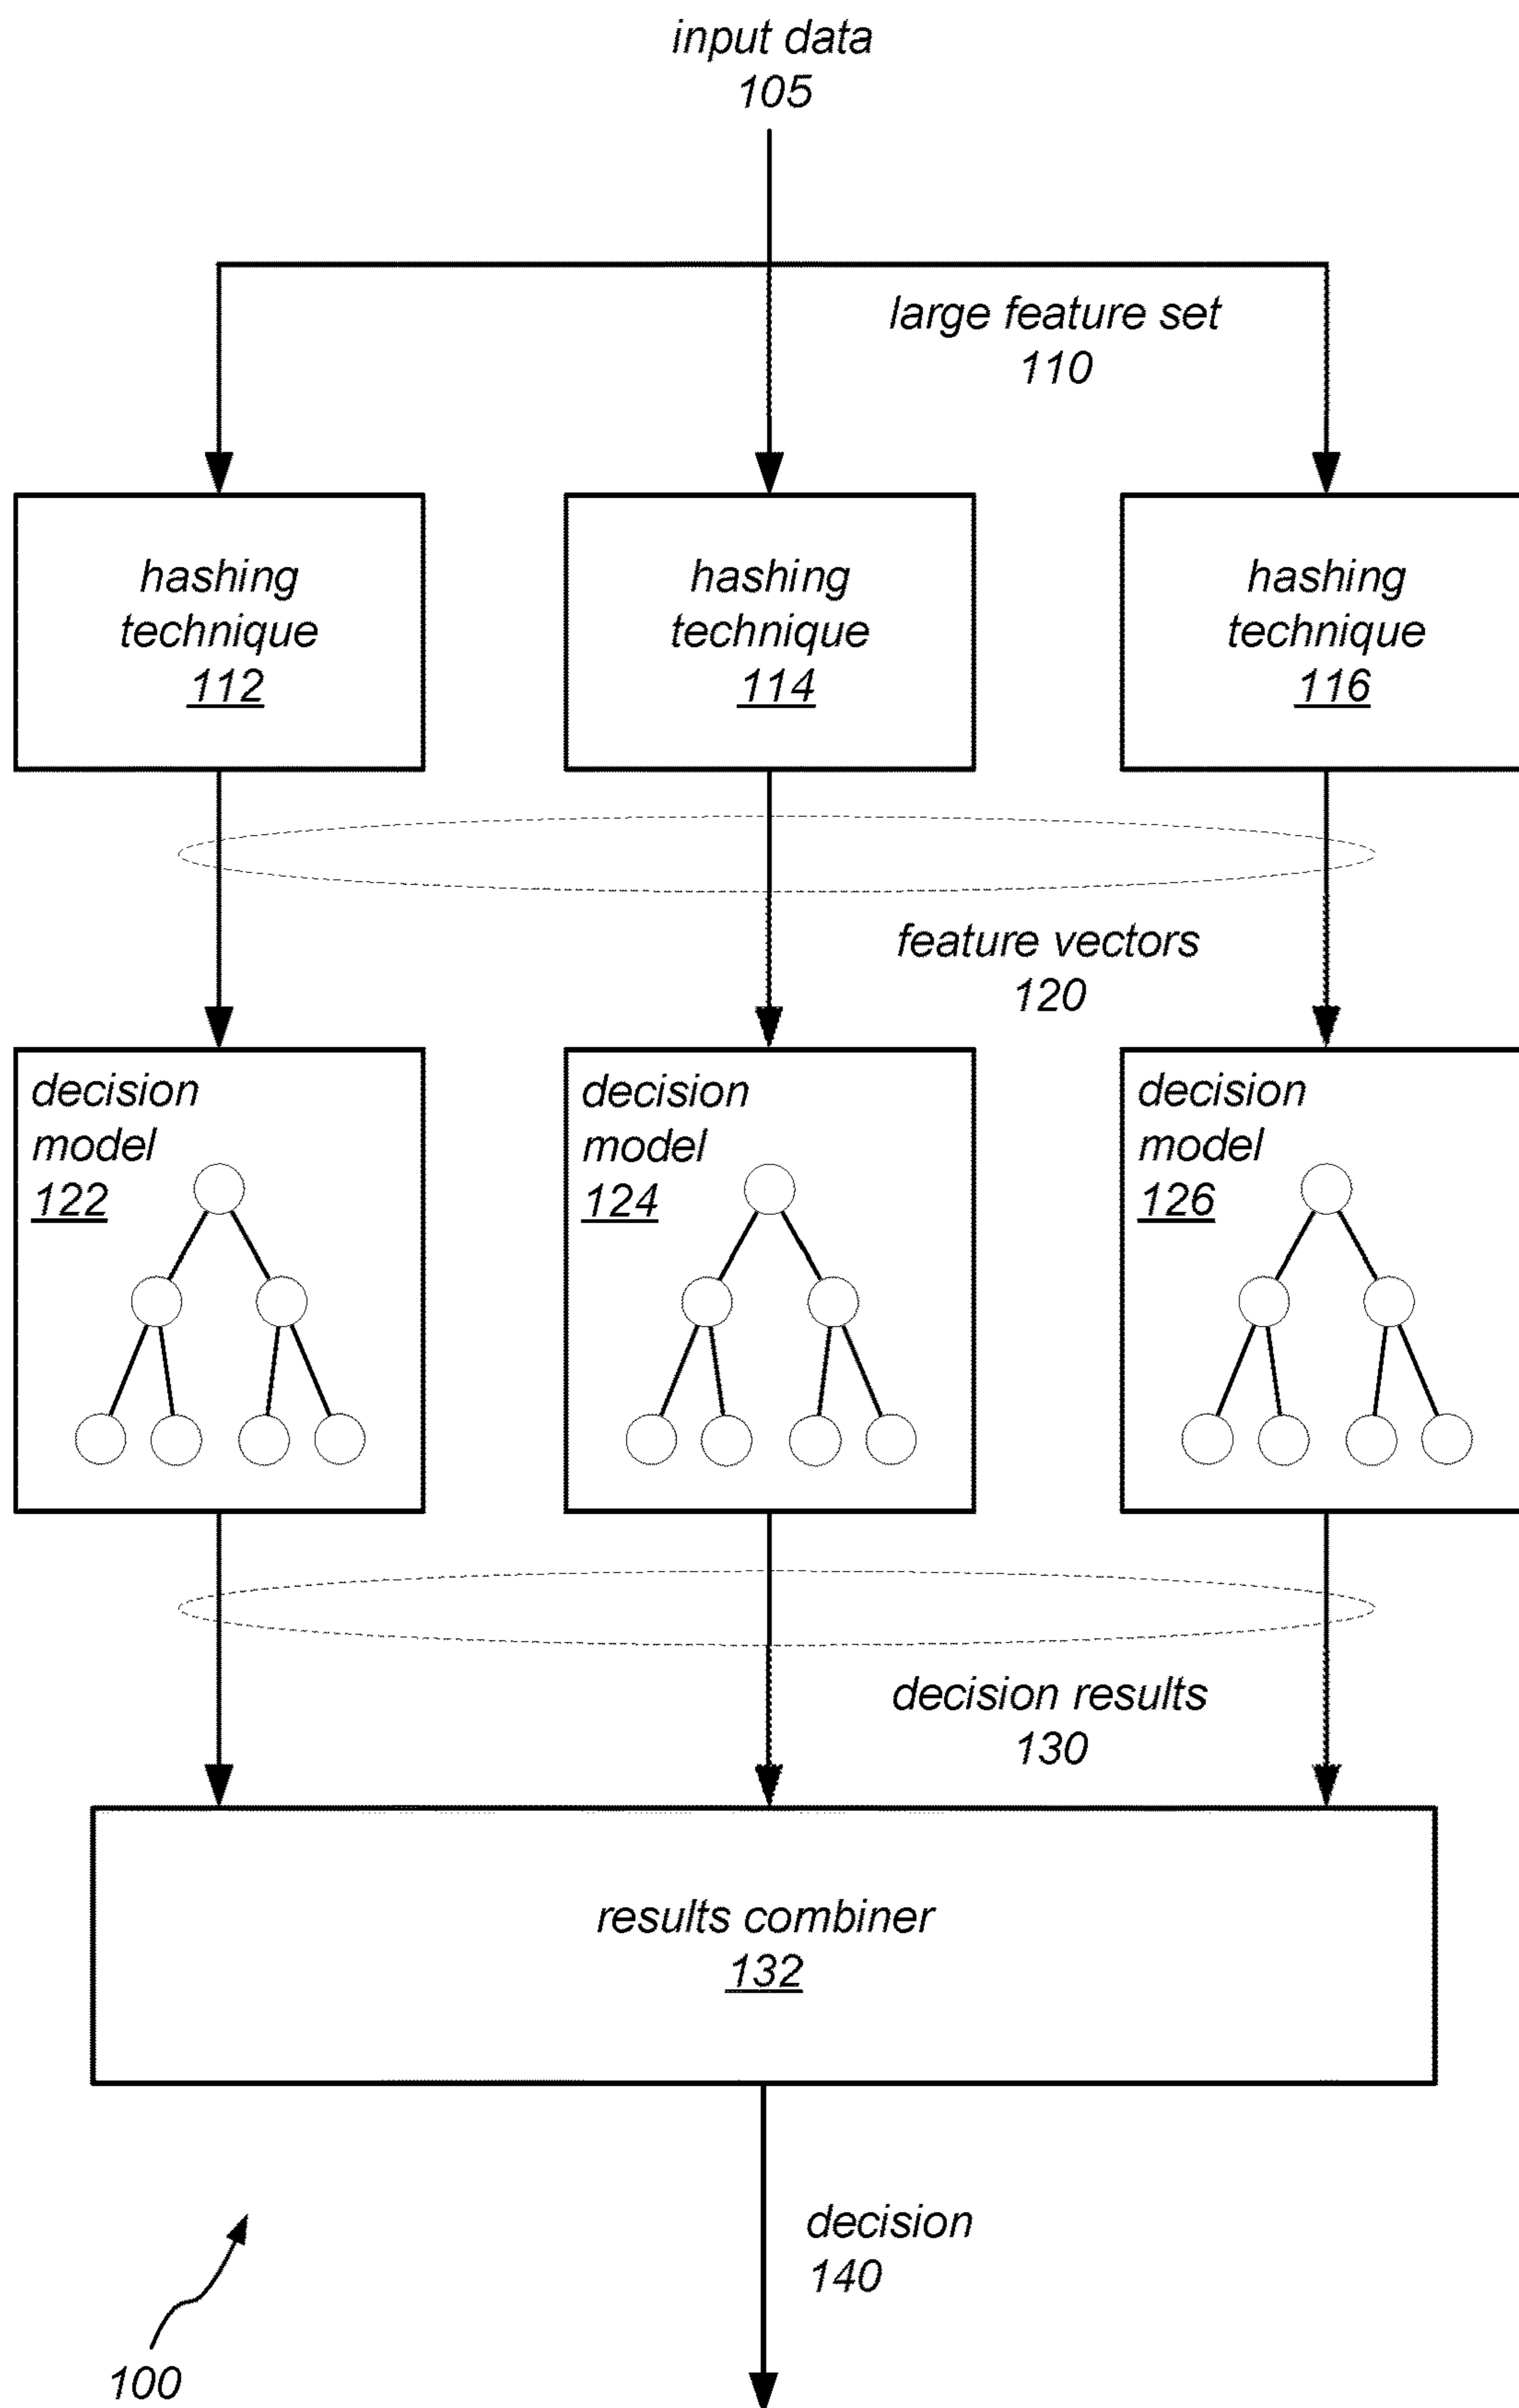 input data
105
large feature set
110
hashing
technique
112
hashing
technique
114
hashing
technique
116
feature vectors
120
decision
model
122
decision
model
124
decision
model
126
decision results
130
results combiner
132
decision
140
100